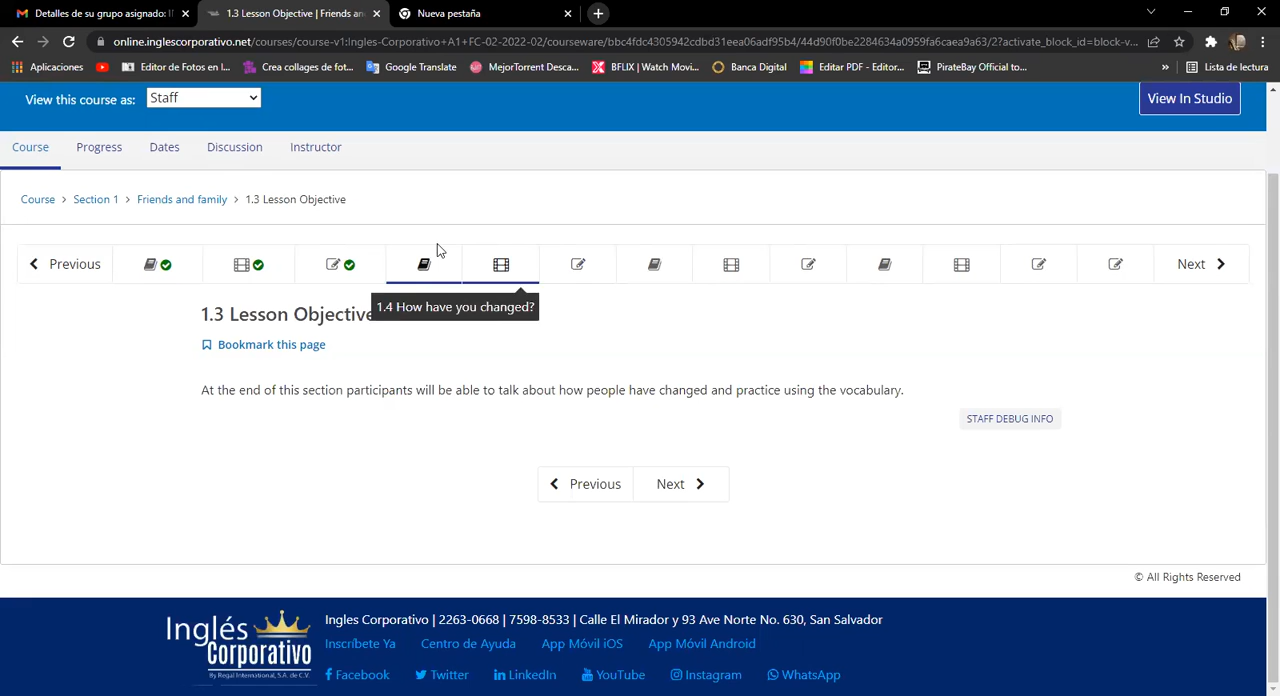 Detalles de su grupo asignado: I
1.3 Lesson Objective | Friends an
Nueva pestaña
online.inglescorporativo.net/courses/course-v1:Ingles-Corporativo+A1+FC-02-2022-02/courseware/bbc4fdc4305942cdbd31eea06adf95b4/44d90f0be2284634a0959fa6caea9a63/2?activate_block_id=block-v...
Aplicaciones
Editor de Fotos en l...
Crea collages de fot...
Google Translate
MejorTorrent Desca...
BFLIX | Watch Movi...
Banca Digital
Editar PDF - Editor...
PirateBay Official to...
»
Lista de lectura
View this course as:
Staff
View In Studio
Course
Progress
Dates
Discussion
Instructor
Course > Section 1 > Friends and family > 1.3 Lesson Objective
Previous
Next
1.4 How have you changed?
1.3 Lesson Objective
Bookmark this page
At the end of this section participants will be able to talk about how people have changed and practice using the vocabulary.
STAFF DEBUG INFO
Previous
Next
© All Rights Reserved
Inglés
Corporativo
By Regal International, S.A. de C.V.
Ingles Corporativo | 2263-0668 | 7598-8533 | Calle El Mirador y 93 Ave Norte No. 630, San Salvador
Inscríbete Ya
Centro de Ayuda
App Móvil iOS
App Móvil Android
Facebook
Twitter
LinkedIn
YouTube
Instagram
WhatsApp